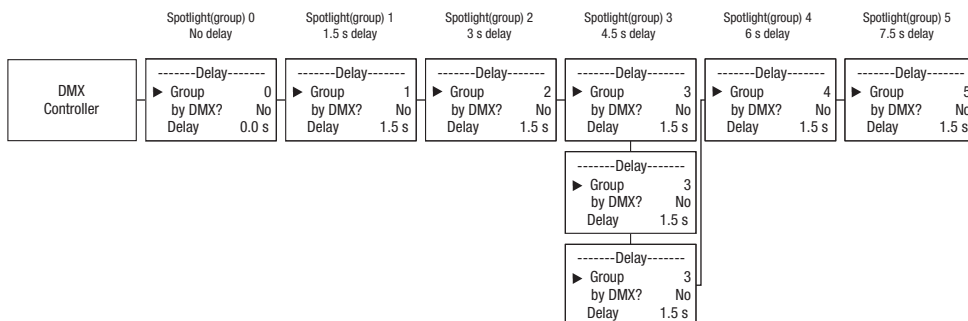 Spotlight(group) 0
No delay
Spotlight(group) 1
1.5 s delay
Spotlight(group) 2
3 s delay
Spotlight(group) 3
4.5 s delay
Spotlight(group) 4
6 s delay
Spotlight(group) 5
7.5 s delay
DMX
Controller
-------Delay-------
▶ Group 0
by DMX? No
Delay 0.0 s
-------Delay-------
▶ Group 1
by DMX? No
Delay 1.5 s
-------Delay-------
▶ Group 2
by DMX? No
Delay 1.5 s
-------Delay-------
▶ Group 3
by DMX? No
Delay 1.5 s
-------Delay-------
▶ Group 4
by DMX? No
Delay 1.5 s
-------Delay-------
▶ Group 5
by DMX? No
Delay 1.5 s
-------Delay-------
▶ Group 3
by DMX? No
Delay 1.5 s
-------Delay-------
▶ Group 3
by DMX? No
Delay 1.5 s